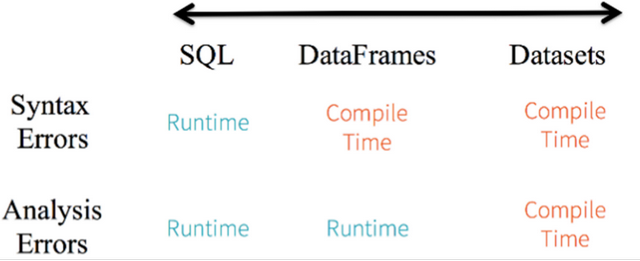 SQL DataFrames Datasets
Syntax Errors Runtime Compile Time Compile Time
Analysis Errors Runtime Runtime Compile Time